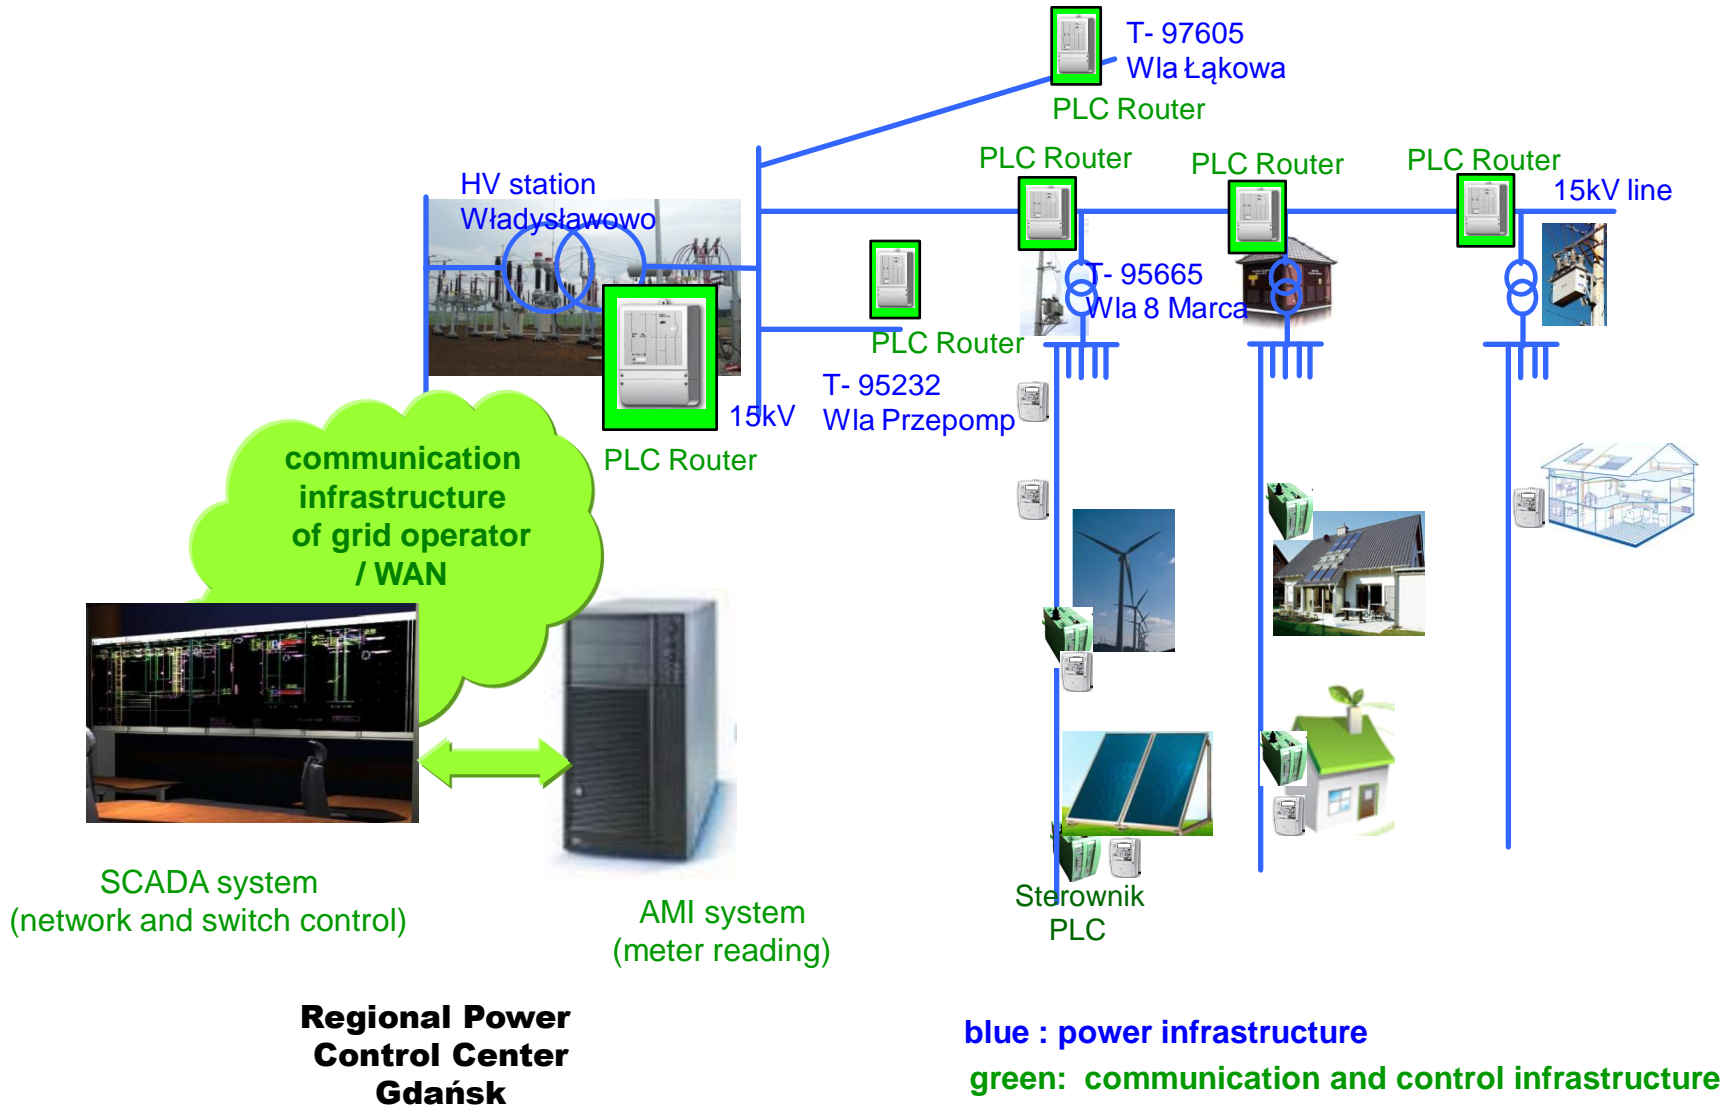 T- 97605
Wla Łąkowa
PLC Router
PLC Router
PLC Router
PLC Router
HV station
Władysławowo
15kV line
T- 95665
Wla 8 Marca
PLC Router
T- 95232
Wla Przepomp
15kV
PLC Router
communication
infrastructure
of grid operator
/ WAN
SCADA system
(network and switch control)
AMI system
(meter reading)
Sterownik
PLC
Regional Power
Control Center
Gdańsk
blue : power infrastructure
green: communication and control infrastructure